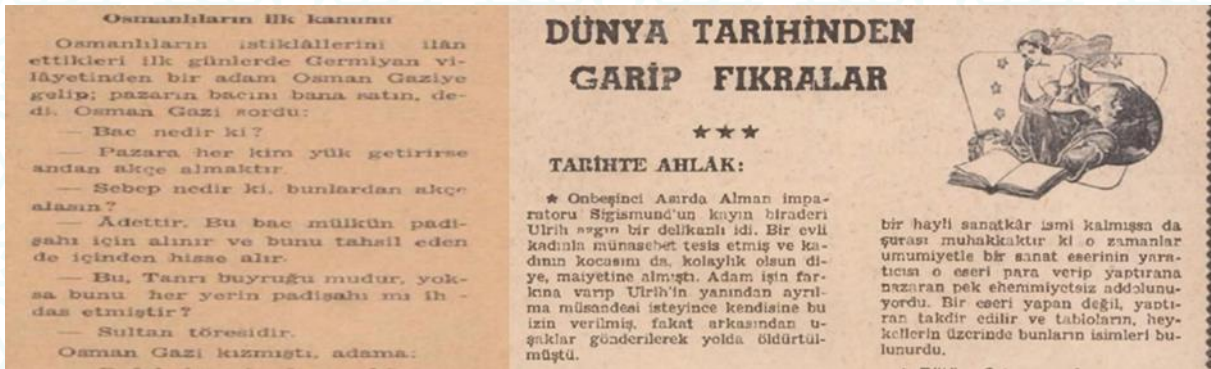 Osmanlıların ilk kanunu
Osmanlıların istiklâllerini ilân
ettikleri ilk günlerde Germiyan vi-
lâyetinden bir adam Osman Gaziye
gelip; pazarın bacını bana satın, de-
di. Osman Gazi sordu:
— Bac nedir ki?
— Pazara her kim yük getirirse
andan akçe almaktır.
— Sebep nedir ki, bunlardan akçe
alasın?
— Âdettir. Bu bac mülkün padi-
şahı için alınır ve bunu tahsil eden
de içinden hisse alır.
— Bu, Tanrı buyruğu mudur, yok-
sa bunu her yerin padişahı mı ih -
das etmiştir?
— Sultan töresidir.
Osman Gazi kızmıştı, adama:
DÜNYA TARİHİNDEN
GARİP FIKRALAR
★★★
TARİHTE AHLÂK:
★ Onbeşinci Asırda Alman impa-
ratoru Sigismund'un kayın biraderi
Ulrih azgın bir delikanlı idi. Bir evli
kadınla münasebet tesis etmiş ve ka-
dının kocasını da, kolaylık olsun di-
ye, maiyetine almıştı. Adam işin far-
kına varıp Ulrih'in yanından ayrıl-
ma müsaadesi isteyince kendisine bu
izin verilmiş, fakat arkasından u-
şaklar gönderilerek yolda öldürtül-
müştü.
bir hayli sanatkâr ismi kalmışsa da
şurası muhakkaktır ki o zamanlar
umumiyetle bir sanat eserinin yara-
tıcısı o eseri para verip yaptırana
nazaran pek ehemmiyetsiz addolunu-
yordu. Bir eseri yapan değil, yaptı-
ran takdir edilir ve tabloların, hey-
kellerin üzerinde bunların isimleri bu-
lunurdu.